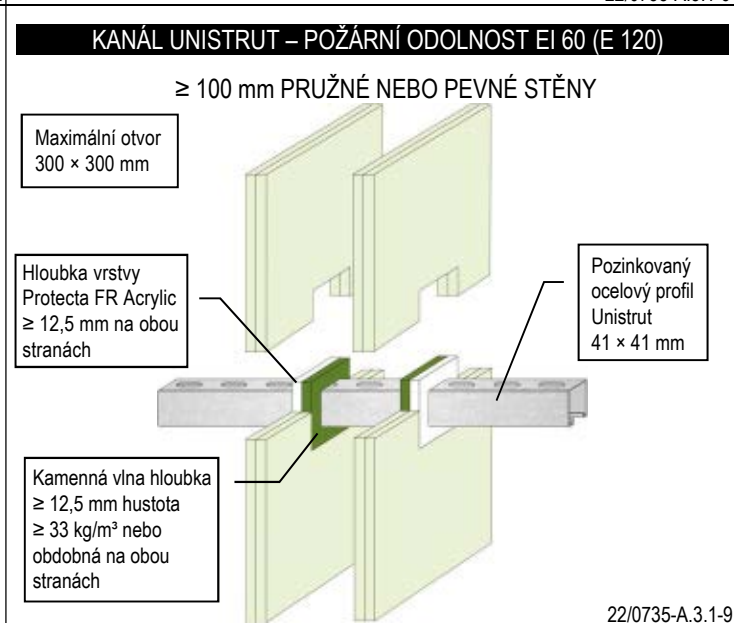 KANÁL UNISTRUT – POŽÁRNÍ ODOLNOST EI 60 (E 120)
≥ 100 mm PRUŽNÉ NEBO PEVNÉ STĚNY
Maximální otvor
300 × 300 mm
Hloubka vrstvy
Protecta FR Acrylic
≥ 12,5 mm na obou
stranách
Pozinkovaný
ocelový profil
Unistrut
41 × 41 mm
Kamenná vlna hloubka
≥ 12,5 mm hustota
≥ 33 kg/m³ nebo
obdobná na obou
stranách
22/0735-A.3.1-9